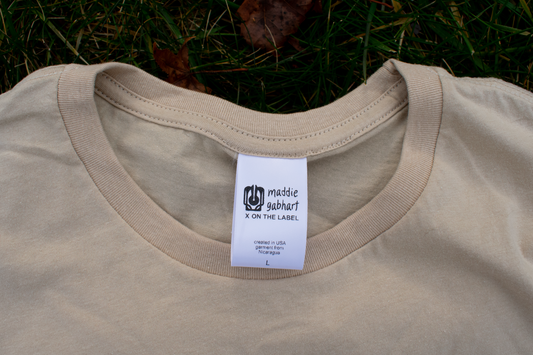 maddie
gabhart
X ON THE LABEL
created in USA
garment from
Nicaragua
L